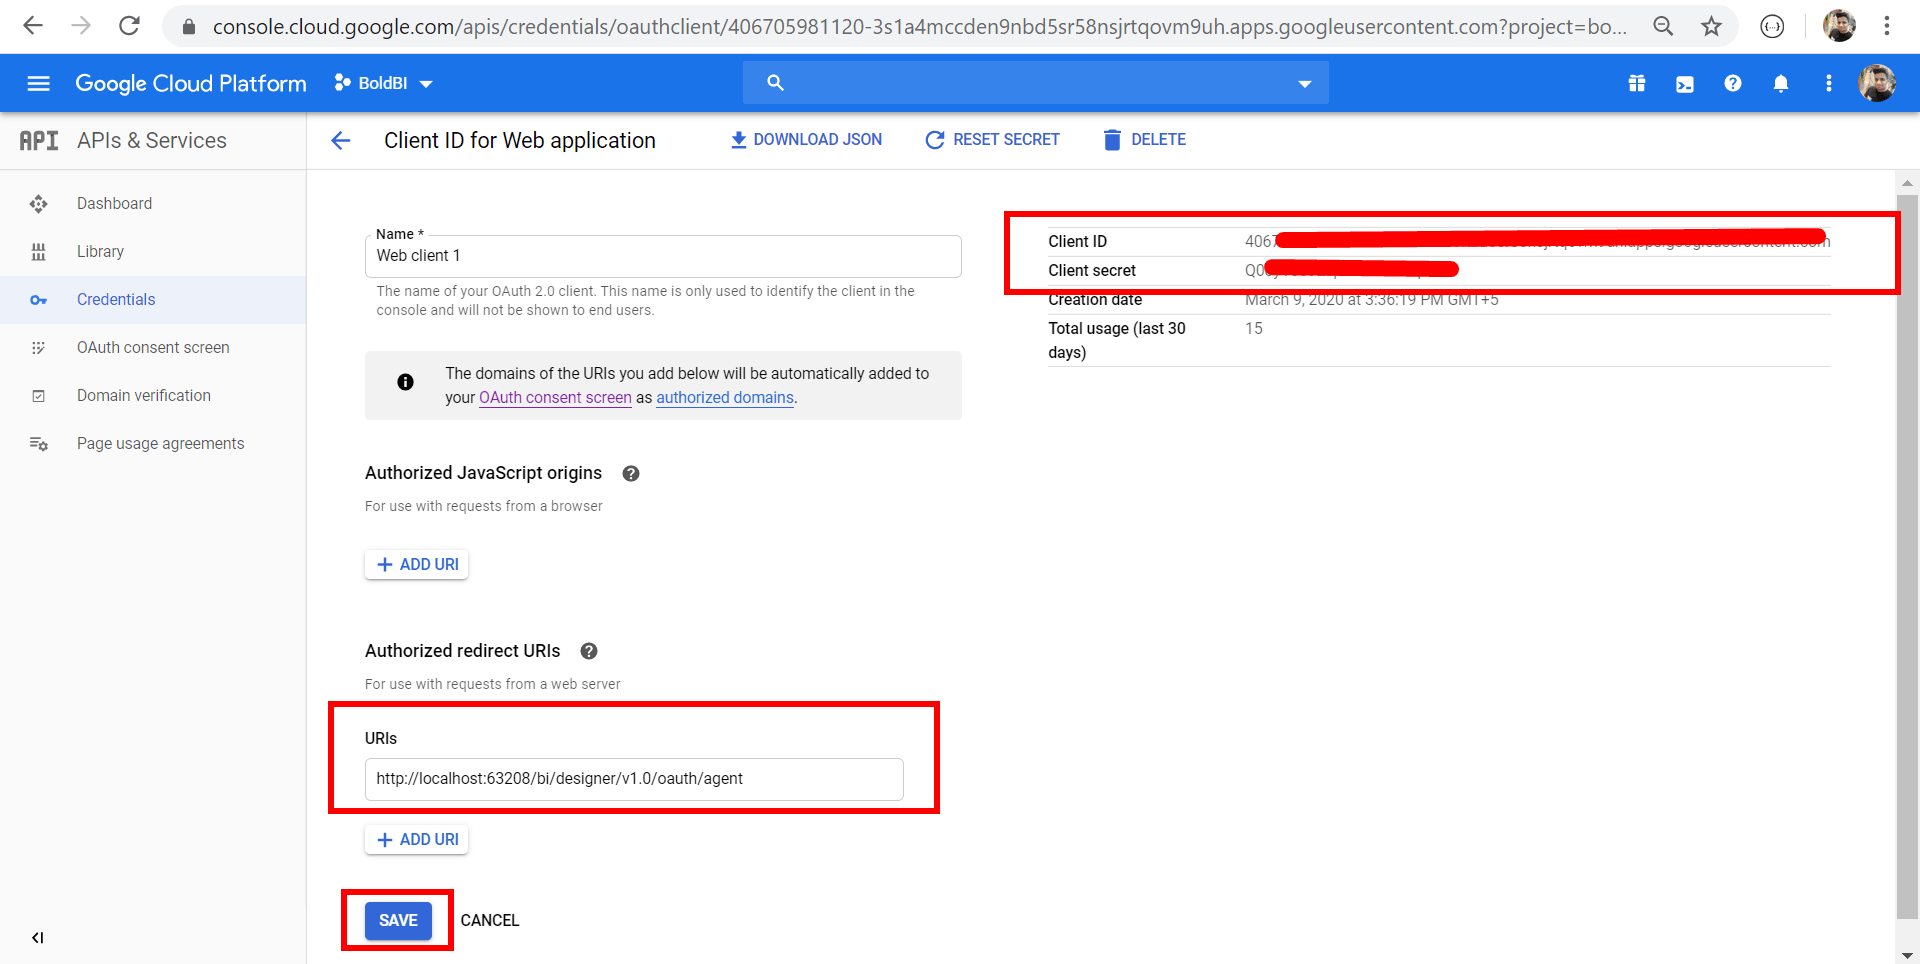 console.cloud.google.com/apis/credentials/oauthclient/406705981120-3s1a4mccden9nbd5sr58nsjrtqovm9uh.apps.googleusercontent.com?project=bo...
Google Cloud Platform
BoldBI
API APIs & Services
Client ID for Web application
DOWNLOAD JSON
RESET SECRET
DELETE
Dashboard
Library
Credentials
OAuth consent screen
Domain verification
Page usage agreements
Name *
Web client 1
The name of your OAuth 2.0 client. This name is only used to identify the client in the
console and will not be shown to end users.
The domains of the URIs you add below will be automatically added to
your OAuth consent screen as authorized domains.
Authorized JavaScript origins
For use with requests from a browser
ADD URI
Authorized redirect URIs
For use with requests from a web server
URIs
http://localhost:63208/bi/designer/v1.0/oauth/agent
ADD URI
SAVE
CANCEL
Client ID
Client secret
Creation date March 9, 2020 at 3:36:19 PM GMT+5
Total usage (last 30 15
days)